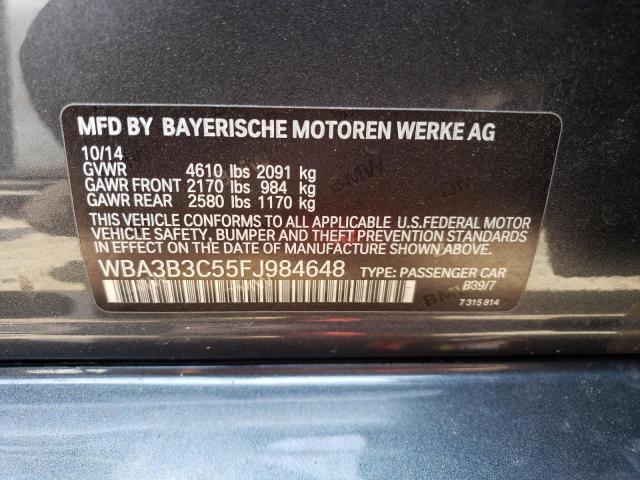 MFD BY BAYERISCHE MOTOREN WERKE AG
10/14
GVWR 4610 lbs 2091 kg
GAWR FRONT 2170 lbs 984 kg
GAWR REAR 2580 lbs 1170 kg
THIS VEHICLE CONFORMS TO ALL APPLICABLE U.S.FEDERAL MOTOR
VEHICLE SAFETY, BUMPER AND THEFT PREVENTION STANDARDS
IN EFFECT ON THE DATE OF MANUFACTURE SHOWN ABOVE.
WBA3B3C55FJ984648 TYPE: PASSENGER CAR
B39/7
7 315 814
BMW
BMW